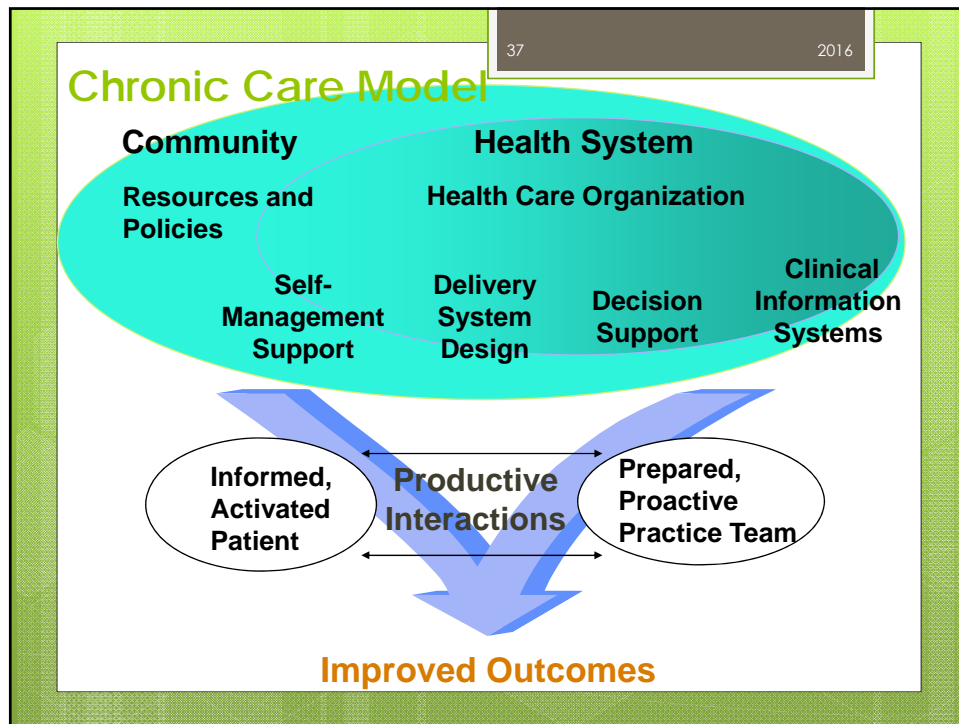 37
2016
Chronic Care Model
Community
Health System
Resources and
Policies
Health Care Organization
Self-
Management
Support
Delivery
System
Design
Decision
Support
Clinical
Information
Systems
Informed,
Activated
Patient
Productive
Interactions
Prepared,
Proactive
Practice Team
Improved Outcomes